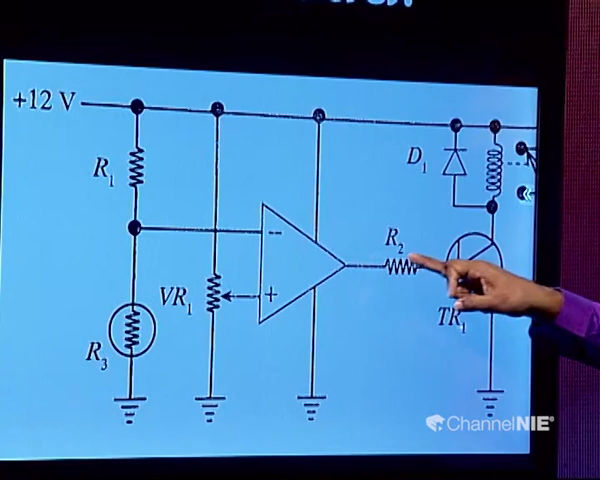 +12 V
R1
D1
R2
VR1
R3
TR1
ChannelNIE®